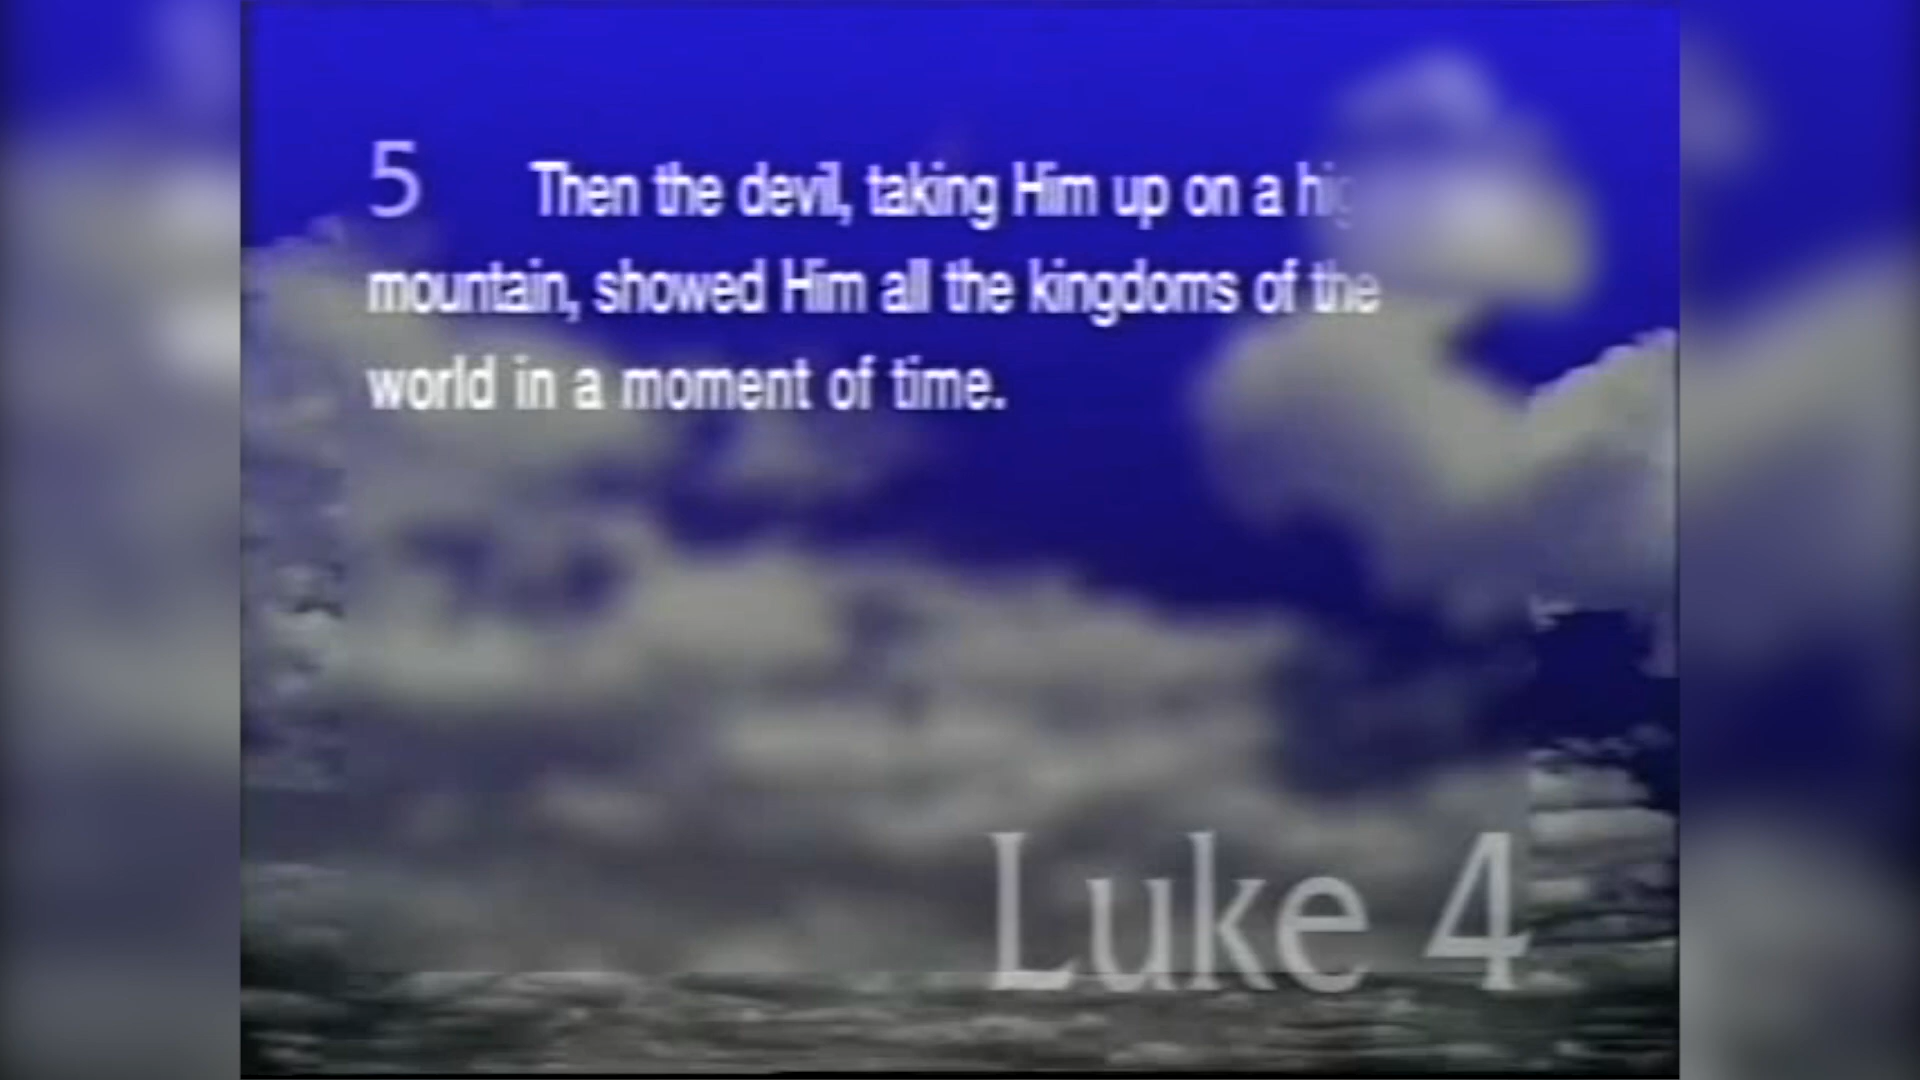 5 Then the devil, taking Him up on a hig
mountain, showed Him all the kingdoms of the
world in a moment of time.
Luke 4